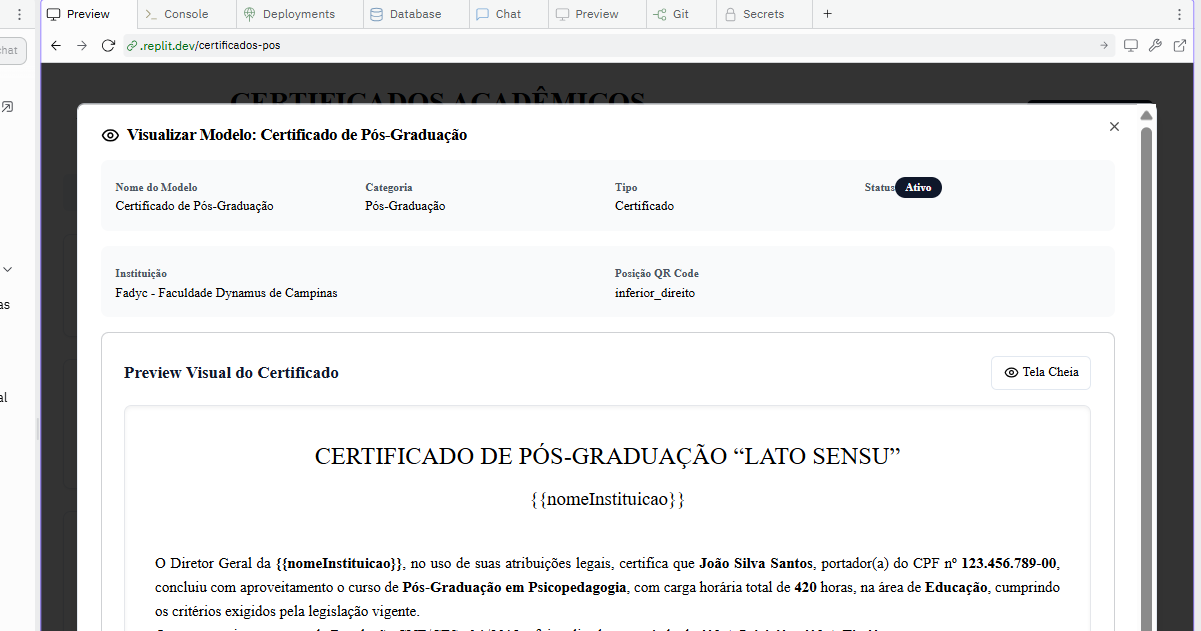 Preview
Console
Deployments
Database
Chat
Preview
Git
Secrets
hat
.replit.dev/certificados-pos
CERTIFICADOS ACADÊMICOS
Visualizar Modelo: Certificado de Pós-Graduação
Nome do Modelo
Certificado de Pós-Graduação
Categoria
Pós-Graduação
Tipo
Certificado
Status Ativo
Instituição
Fadyc - Faculdade Dynamus de Campinas
Posição QR Code
inferior_direito
as
Preview Visual do Certificado
Tela Cheia
al
CERTIFICADO DE PÓS-GRADUAÇÃO “LATO SENSU”
{{nomeInstituicao}}
O Diretor Geral da {{nomeInstituicao}}, no uso de suas atribuições legais, certifica que João Silva Santos, portador(a) do CPF nº 123.456.789-00,
concluiu com aproveitamento o curso de Pós-Graduação em Psicopedagogia, com carga horária total de 420 horas, na área de Educação, cumprindo
os critérios exigidos pela legislação vigente.